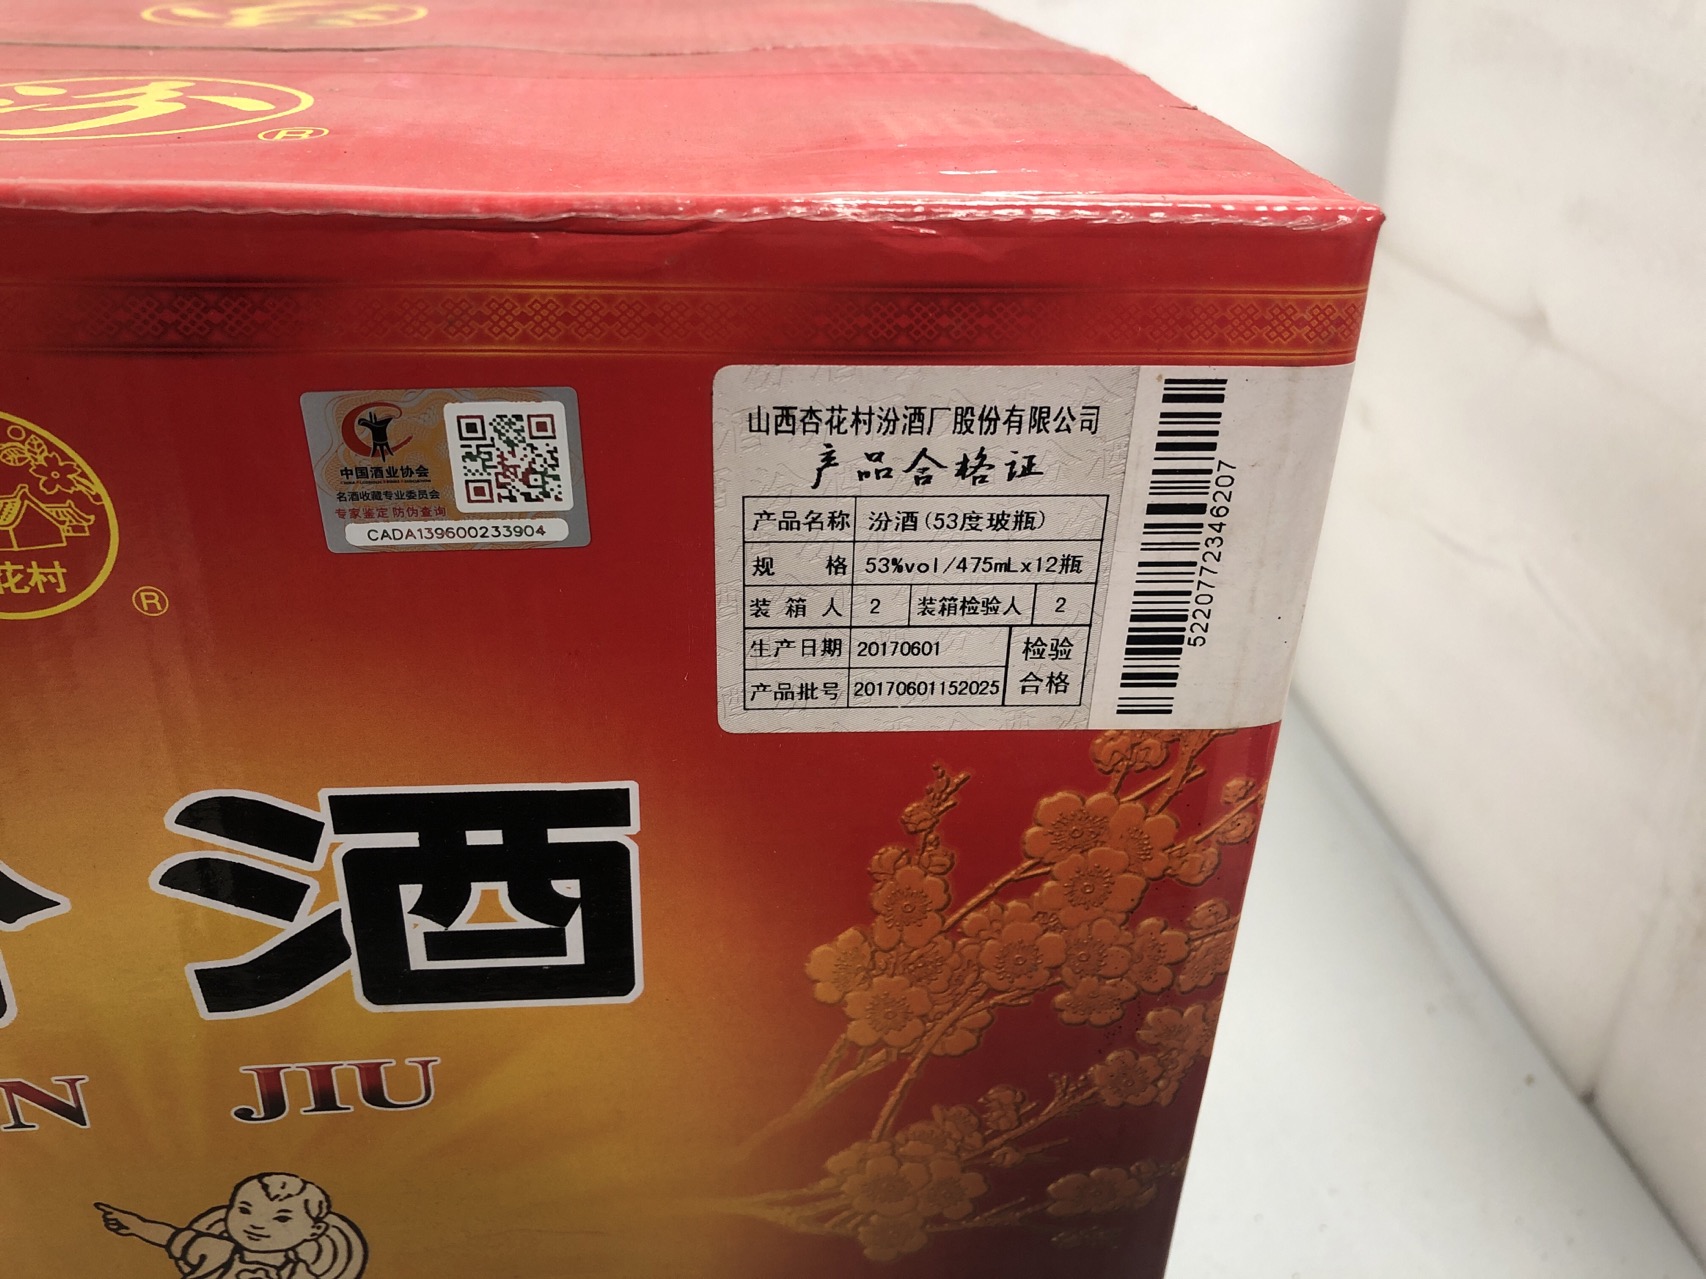 汾
®
中国酒业协会
名酒收藏专业委员会
专家鉴定 防伪查询
CADA139600233904
山西杏花村汾酒厂股份有限公司
产品合格证
产品名称 汾酒(53度玻瓶)
规 格 53%vol/475mLx12瓶
装箱人 2 装箱检验人 2
生产日期 20170601
检验合格
产品批号 20170601152025
5220772346207
花村
®
酒
N JIU